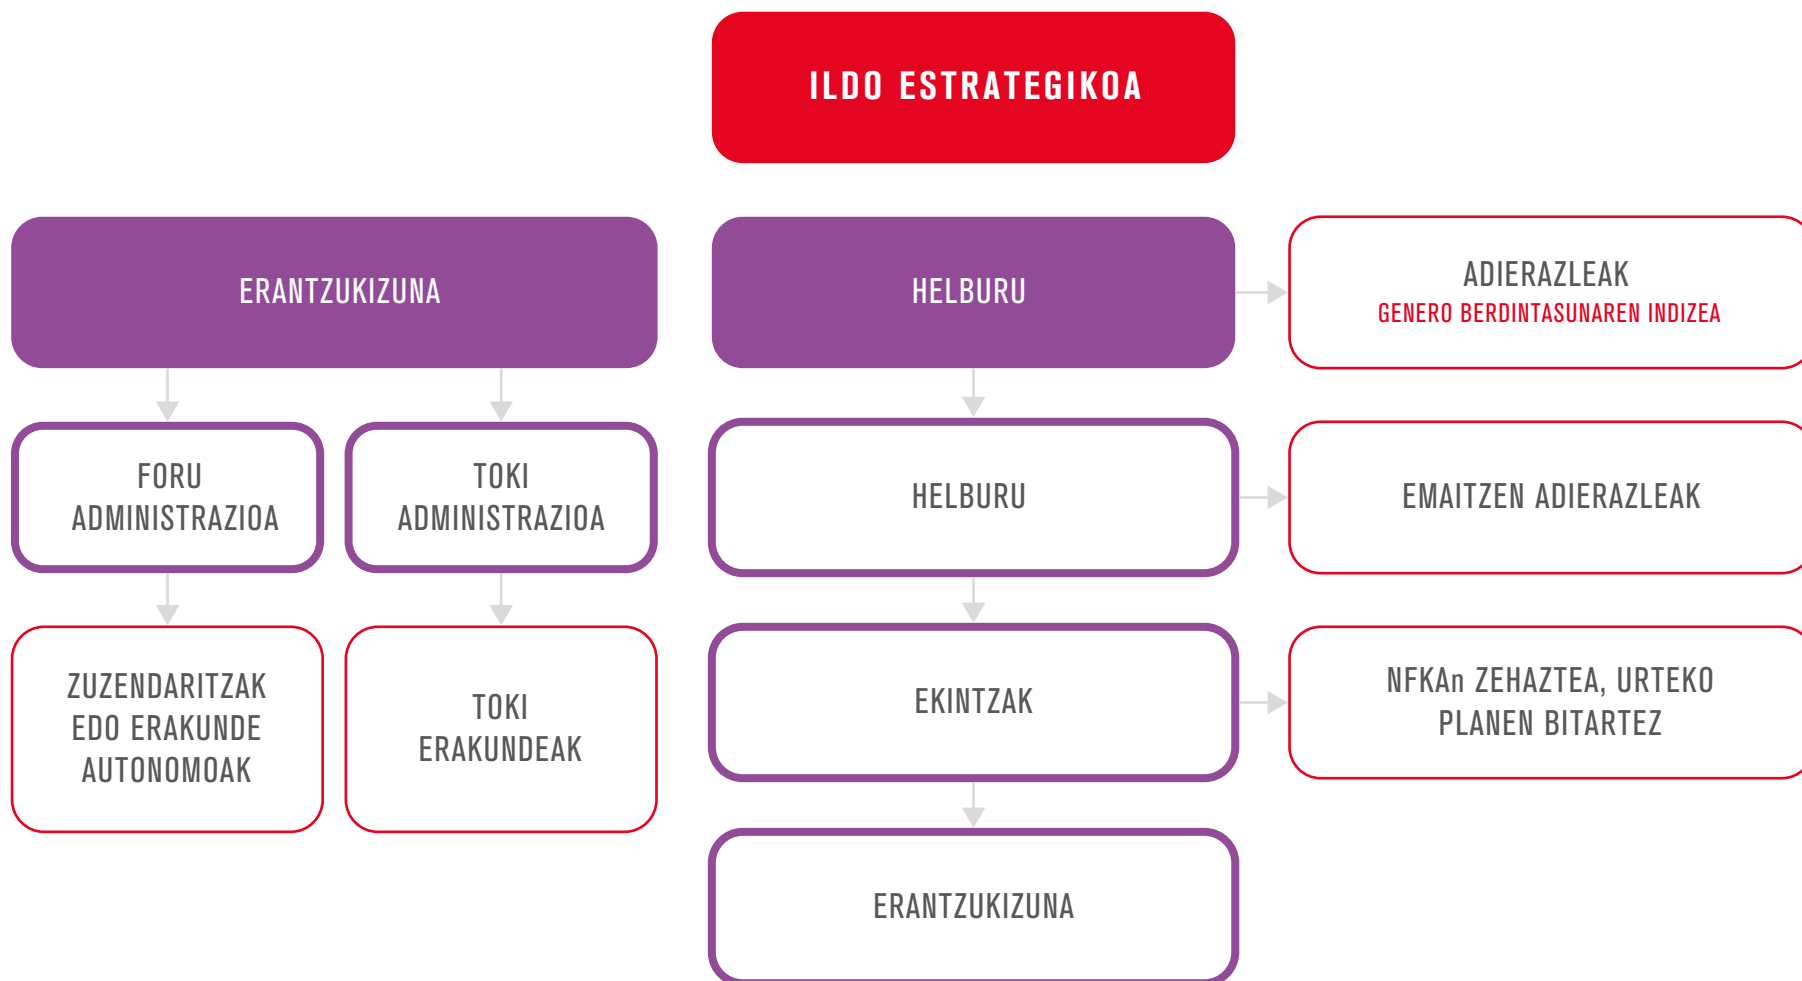 ILDO ESTRATEGIKOA
ERANTZUKIZUNA
FORU
ADMINISTRAZIOA
TOKI
ADMINISTRAZIOA
ZUZENDARITZAK
EDO ERAKUNDE
AUTONOMOAK
TOKI
ERAKUNDEAK
HELBURU
ADIERAZLEAK
GENERO BERDINTASUNAREN INDIZEA
HELBURU
EMAITZEN ADIERAZLEAK
EKINTZAK
NFKAn ZEHAZTEA, URTEKO
PLANEN BITARTEZ
ERANTZUKIZUNA